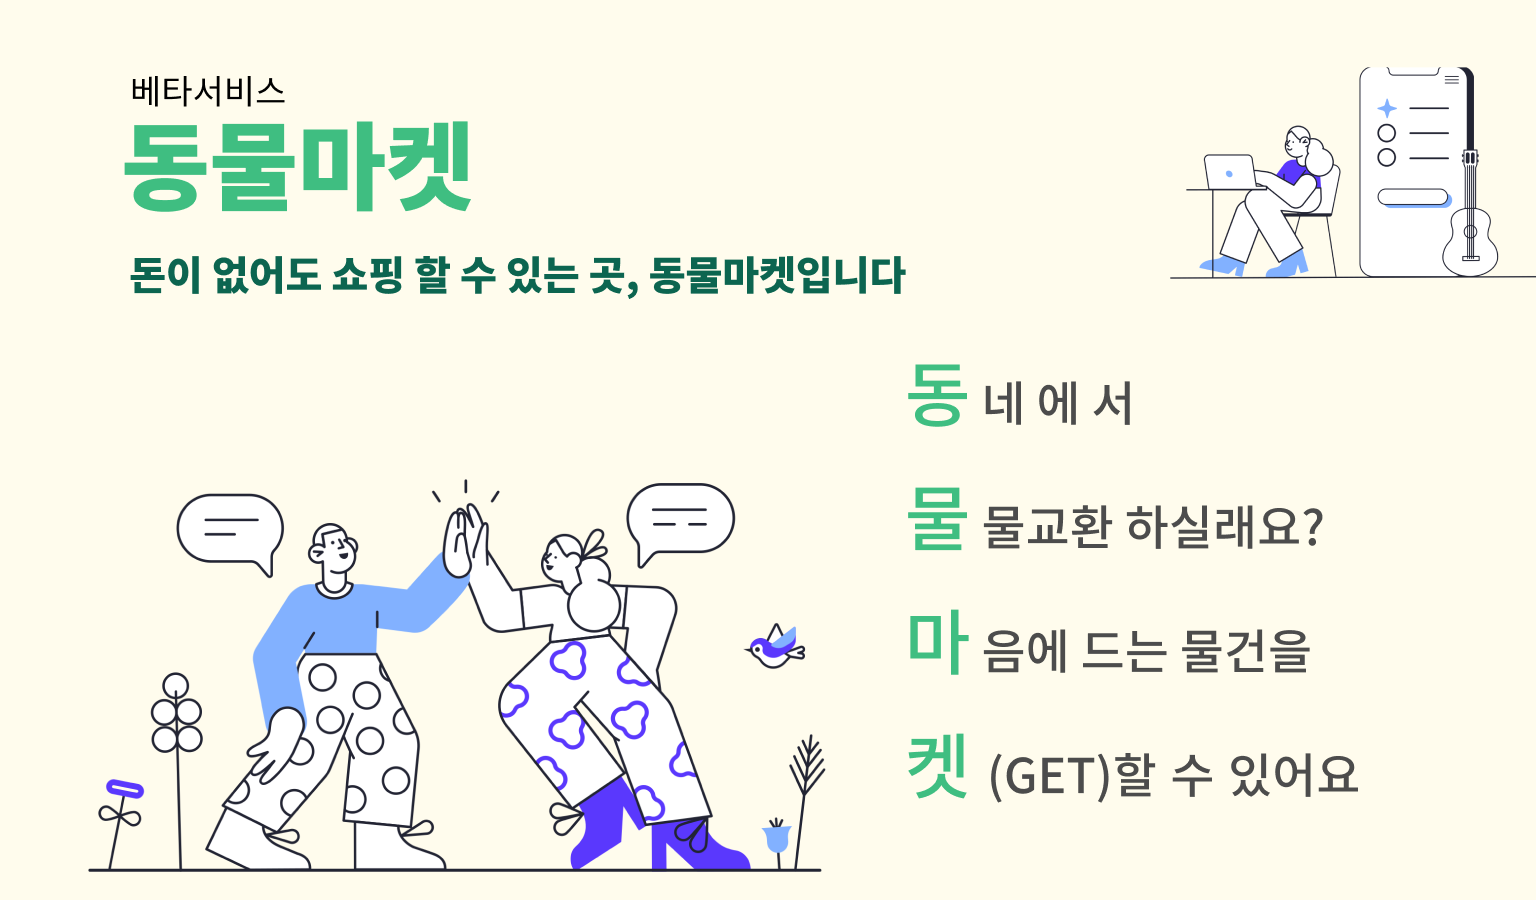 베타서비스
동물마켓
돈이 없어도 쇼핑 할 수 있는 곳, 동물마켓입니다
동 네 에 서
물 물교환 하실래요?
마 음에 드는 물건을
켓 (GET)할 수 있어요